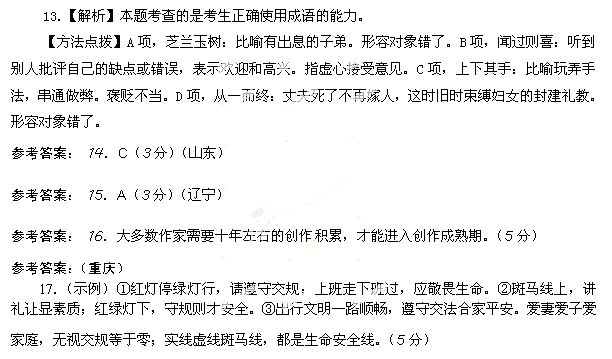 13.【解析】本题考查的是考生正确使用成语的能力。
【方法点拨】A项，芝兰玉树：比喻有出息的子弟。形容对象错了。B项，闻过则喜：听到
别人批评自己的缺点或错误，表示欢迎和高兴。指虚心接受意见。C项，上下其手：比喻玩弄手
法，串通做弊。褒贬不当。D项，从一而终：丈夫死了不再嫁人，这时旧时束缚妇女的封建礼教。
形容对象错了。
参考答案： 14．C（3分）（山东）
参考答案： 15．A（3分）（辽宁）
参考答案： 16．大多数作家需要十年左右的创作积累，才能进入创作成熟期。（5分）
参考答案：（重庆）
17.（示例）①红灯停绿灯行，请遵守交规；上班走下班过，应敬畏生命。②斑马线上，讲
礼让显素质；红绿灯下，守规则才安全。③出行文明一路顺畅，遵守交法合家平安。爱妻爱子爱
家庭，无视交规等于零；实线虚线斑马线，都是生命安全线。（5分）